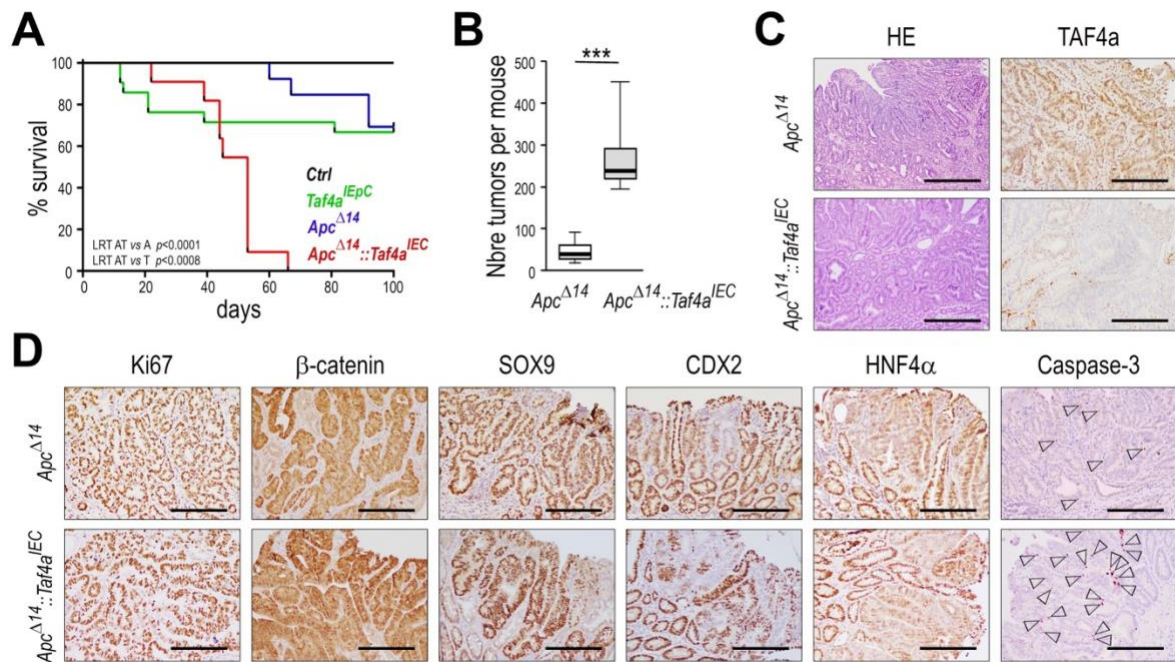 A
% survival
100
80
60
40
20
0
0 20 40 60 80 100
days
Ctrl
Taf4a^IEpC
Apc^Δ14
Apc^Δ14::Taf4a^IEC
LRT AT vs A p<0.0001
LRT AT vs T p<0.0008
B
Nbre tumors per mouse
500
400
300
200
100
0
***
Apc^Δ14
Apc^Δ14::Taf4a^IEC
C
HE
TAF4a
Apc^Δ14
Apc^Δ14::Taf4a^IEC
D
Ki67
β-catenin
SOX9
CDX2
HNF4α
Caspase-3
Apc^Δ14
Apc^Δ14::Taf4a^IEC